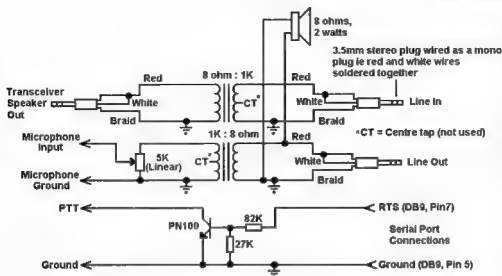 8 ohms,
2 watts
3.5mm stereo plug wired as a mono
plug ie red and white wires
soldered together
Transceiver
Speaker
Out
Red
White
Braid
8 ohm : 1K
CT*
Red
White
Braid
Line In
*CT = Centre tap (not used)
Microphone
Input
5K
(Linear)
Microphone
Ground
1K : 8 ohm
CT*
Red
White
Braid
Line Out
PTT
PN100
82K
27K
RTS (DB9, Pin7)
Serial Port
Connections
Ground
Ground (DB9, Pin 5)